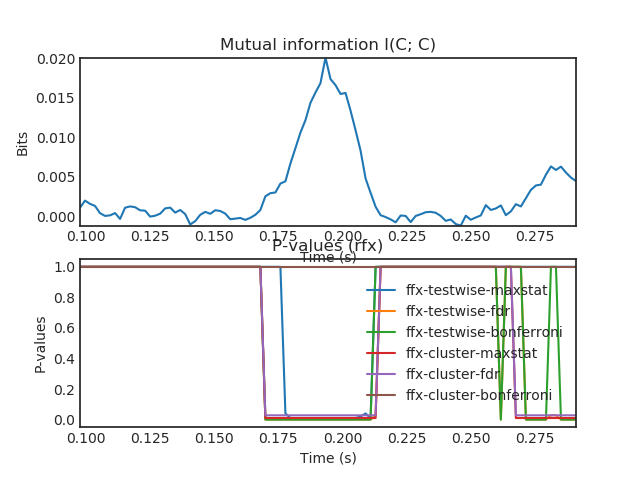 Mutual information I(C; C)
0.020
0.015
0.010
0.005
0.000
Bits
0.100 0.125 0.150 0.175 0.200 0.225 0.250 0.275
Time (s)
P-values (rfx)
1.0
0.8
0.6
0.4
0.2
0.0
P-values
ffx-testwise-maxstat
ffx-testwise-fdr
ffx-testwise-bonferroni
ffx-cluster-maxstat
ffx-cluster-fdr
ffx-cluster-bonferroni
0.100 0.125 0.150 0.175 0.200 0.225 0.250 0.275
Time (s)